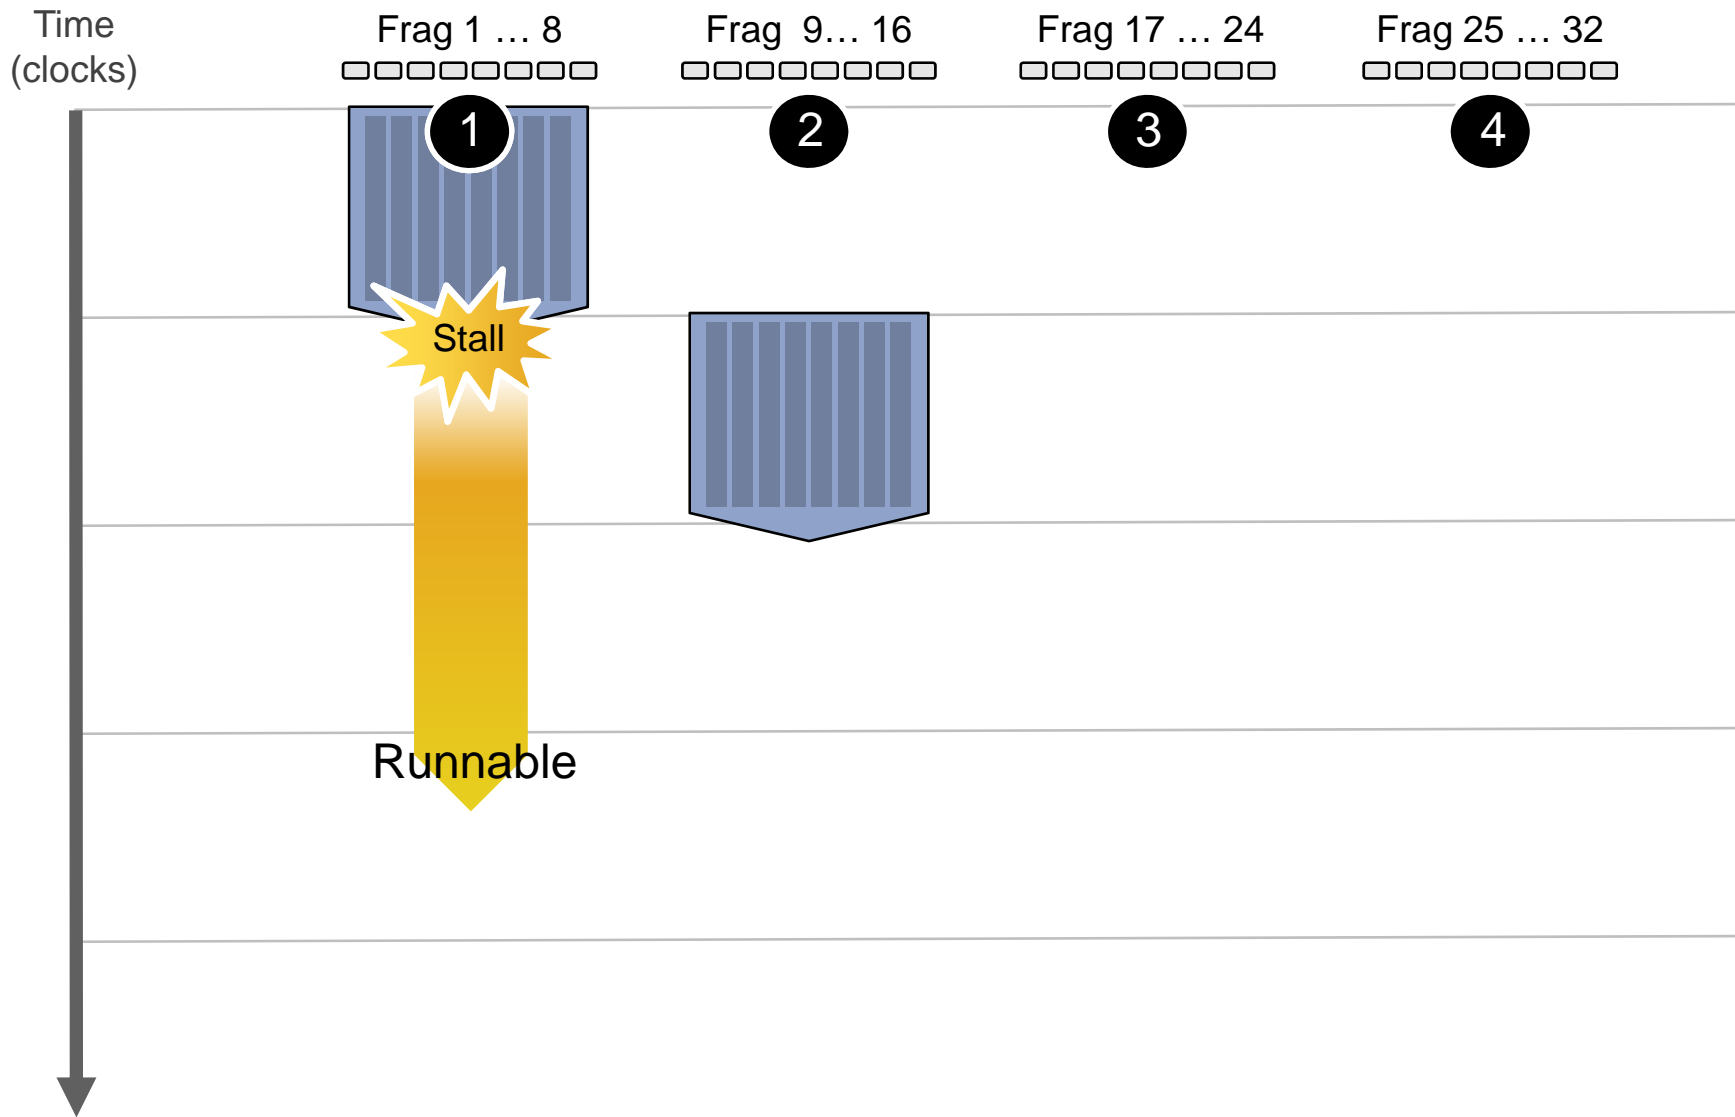 Time
(clocks)
Frag 1 … 8
Frag  9… 16
Frag 17 … 24
Frag 25 … 32
1
2
3
4
Stall
Runnable